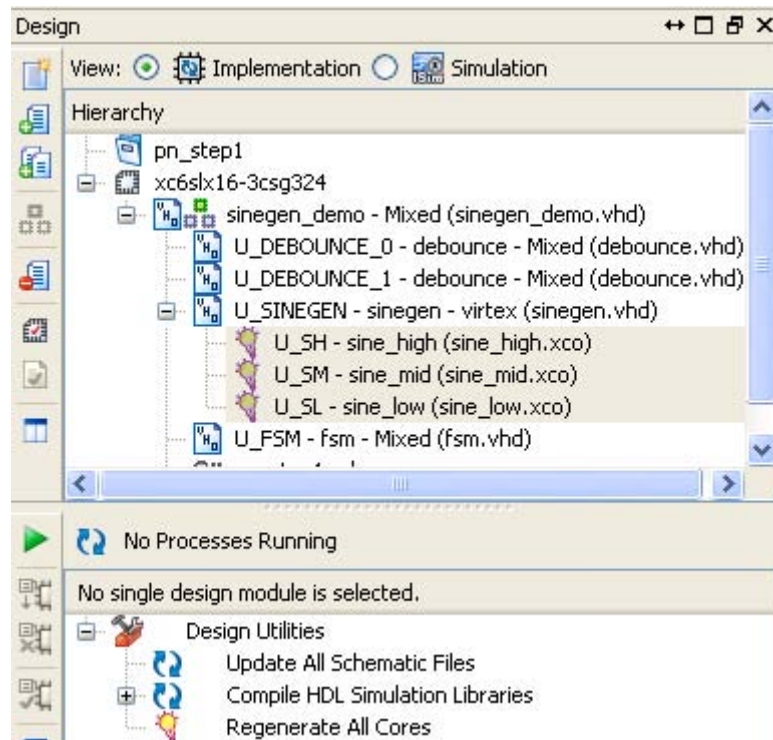 Design
View: Implementation Simulation
Hierarchy
pn_step1
xc6slx16-3csg324
sinegen_demo - Mixed (sinegen_demo.vhd)
U_DEBOUNCE_0 - debounce - Mixed (debounce.vhd)
U_DEBOUNCE_1 - debounce - Mixed (debounce.vhd)
U_SINEGEN - sinegen - virtex (sinegen.vhd)
U_SH - sine_high (sine_high.xco)
U_SM - sine_mid (sine_mid.xco)
U_SL - sine_low (sine_low.xco)
U_FSM - fsm - Mixed (fsm.vhd)
No Processes Running
No single design module is selected.
Design Utilities
Update All Schematic Files
Compile HDL Simulation Libraries
Regenerate All Cores